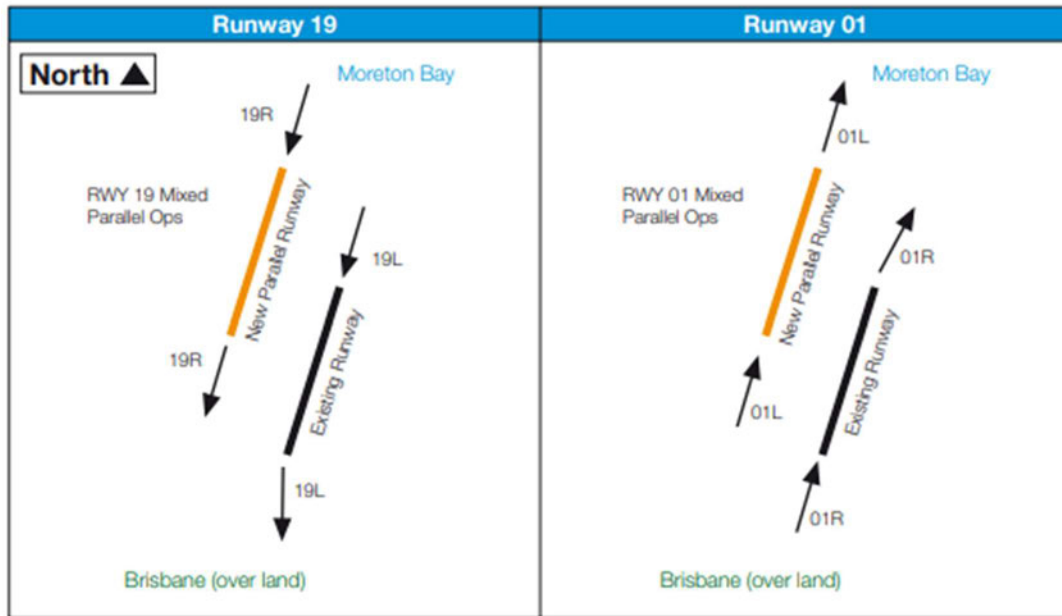 Runway 19
North ▲
Moreton Bay
19R
RWY 19 Mixed
Parallel Ops
New Parallel Runway
19L
19R
Existing Runway
19L
Brisbane (over land)
Runway 01
Moreton Bay
01L
RWY 01 Mixed
Parallel Ops
New Parallel Runway
01R
01L
Existing Runway
01R
Brisbane (over land)